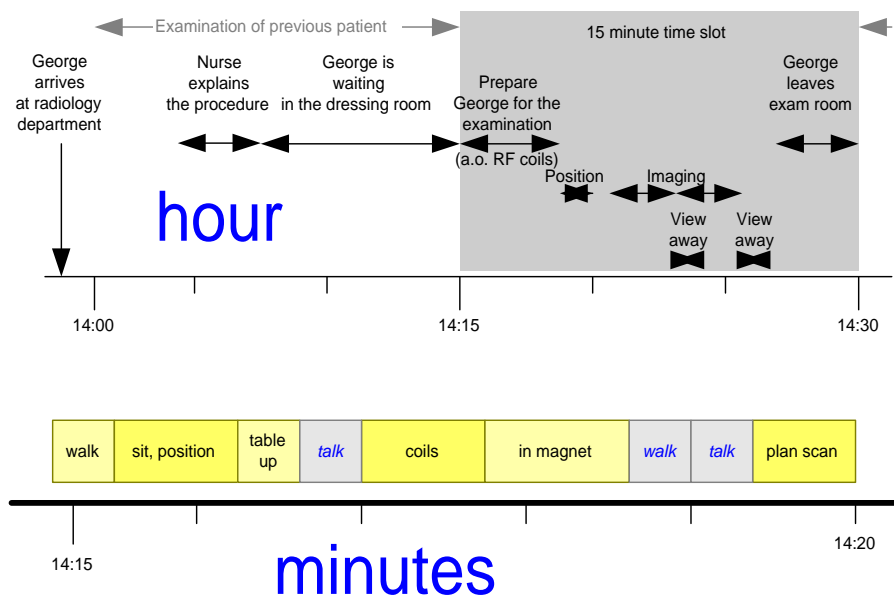 Examination of previous patient
15 minute time slot
George
arrives
at radiology
department
Nurse
explains
the procedure
George is
waiting
in the dressing room
Prepare
George for the
examination
(a.o. RF coils)
George
leaves
exam room
Position
Imaging
View
away
View
away
hour
14:00
14:15
14:30
walk
sit, position
table
up
talk
coils
in magnet
walk
talk
plan scan
14:15
14:20
minutes